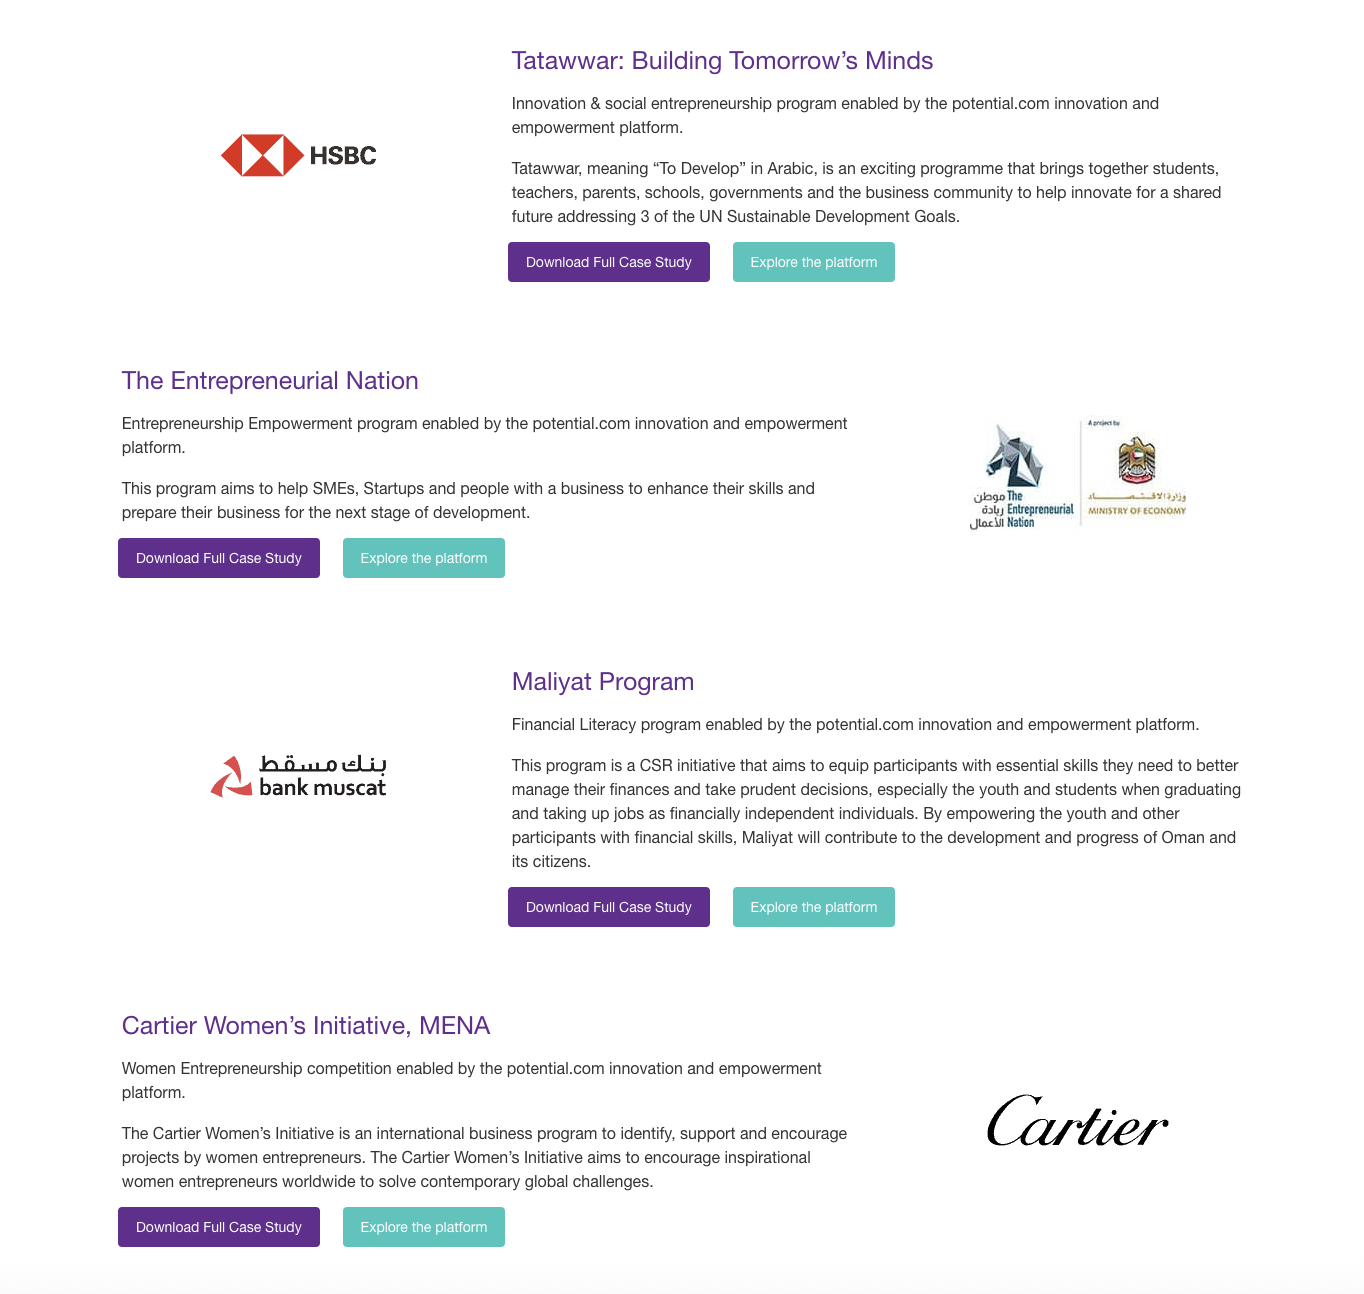 HSBC
Tatawwar: Building Tomorrow’s Minds
Innovation & social entrepreneurship program enabled by the potential.com innovation and
empowerment platform.
Tatawwar, meaning “To Develop” in Arabic, is an exciting programme that brings together students,
teachers, parents, schools, governments and the business community to help innovate for a shared
future addressing 3 of the UN Sustainable Development Goals.
Download Full Case Study
Explore the platform
The Entrepreneurial Nation
Entrepreneurship Empowerment program enabled by the potential.com innovation and empowerment
platform.
This program aims to help SMEs, Startups and people with a business to enhance their skills and
prepare their business for the next stage of development.
Download Full Case Study
Explore the platform
موطن
ريادة
الأعمال
The
Entrepreneurial
Nation
A project by
وزارة الاقتصاد
MINISTRY OF ECONOMY
بنك مسقط
bank muscat
Maliyat Program
Financial Literacy program enabled by the potential.com innovation and empowerment platform.
This program is a CSR initiative that aims to equip participants with essential skills they need to better
manage their finances and take prudent decisions, especially the youth and students when graduating
and taking up jobs as financially independent individuals. By empowering the youth and other
participants with financial skills, Maliyat will contribute to the development and progress of Oman and
its citizens.
Download Full Case Study
Explore the platform
Cartier Women’s Initiative, MENA
Women Entrepreneurship competition enabled by the potential.com innovation and empowerment
platform.
The Cartier Women’s Initiative is an international business program to identify, support and encourage
projects by women entrepreneurs. The Cartier Women’s Initiative aims to encourage inspirational
women entrepreneurs worldwide to solve contemporary global challenges.
Download Full Case Study
Explore the platform
Cartier